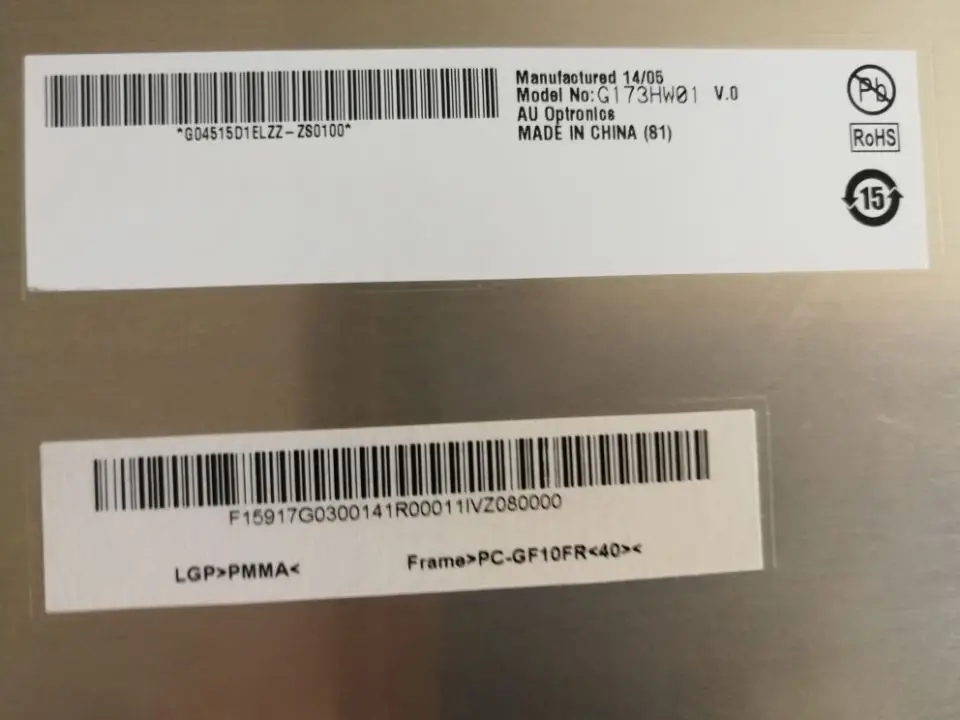 Manufactured 14/05
Model No:G173HW01 V.0
AU Optronics
MADE IN CHINA (S1)
*G04515D1ELZZ-ZS0100*
Pb
RoHS
15
F15917G0300141R00011IVZ080000
LGP>PMMA< Frame>PC-GF10FR<40><